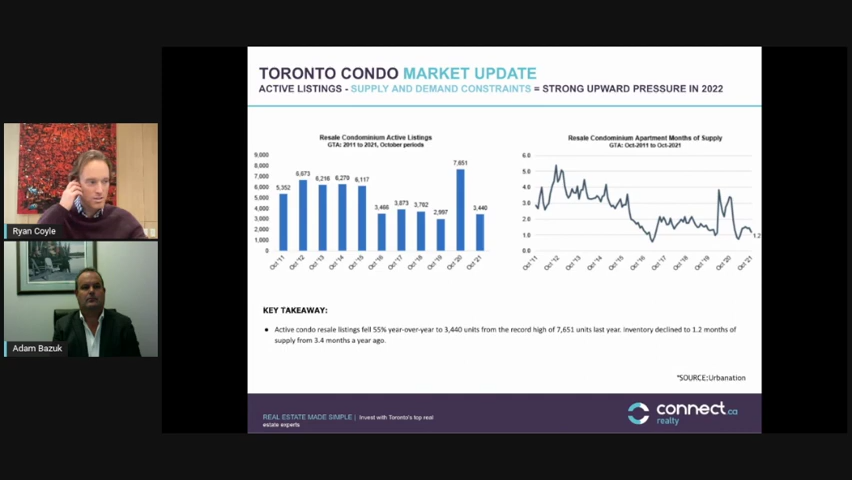 TORONTO CONDO MARKET UPDATE
ACTIVE LISTINGS - SUPPLY AND DEMAND CONSTRAINTS = STRONG UPWARD PRESSURE IN 2022
Resale Condominium Active Listings
GTA: 2011 to 2021, October periods
9,000
8,000
7,000
6,000
5,000
4,000
3,000
2,000
1,000
0
5,352
6,673
6,216
6,270
6,117
3,466
3,873
3,702
2,997
7,651
3,440
Oct '11
Oct '12
Oct '13
Oct '14
Oct '15
Oct '16
Oct '17
Oct '18
Oct '19
Oct '20
Oct '21
Resale Condominium Apartment Months of Supply
GTA: Oct-2011 to Oct-2021
6.0
5.0
4.0
3.0
2.0
1.0
0.0
1.2
Oct '11
Oct '12
Oct '13
Oct '14
Oct '15
Oct '16
Oct '17
Oct '18
Oct '19
Oct '20
Oct '21
Ryan Coyle
Adam Bazuk
KEY TAKEAWAY:
• Active condo resale listings fell 55% year-over-year to 3,440 units from the record high of 7,651 units last year. Inventory declined to 1.2 months of
supply from 3.4 months a year ago.
*SOURCE:Urbanation
REAL ESTATE MADE SIMPLE | Invest with Toronto's top real
estate experts
connect.ca
realty